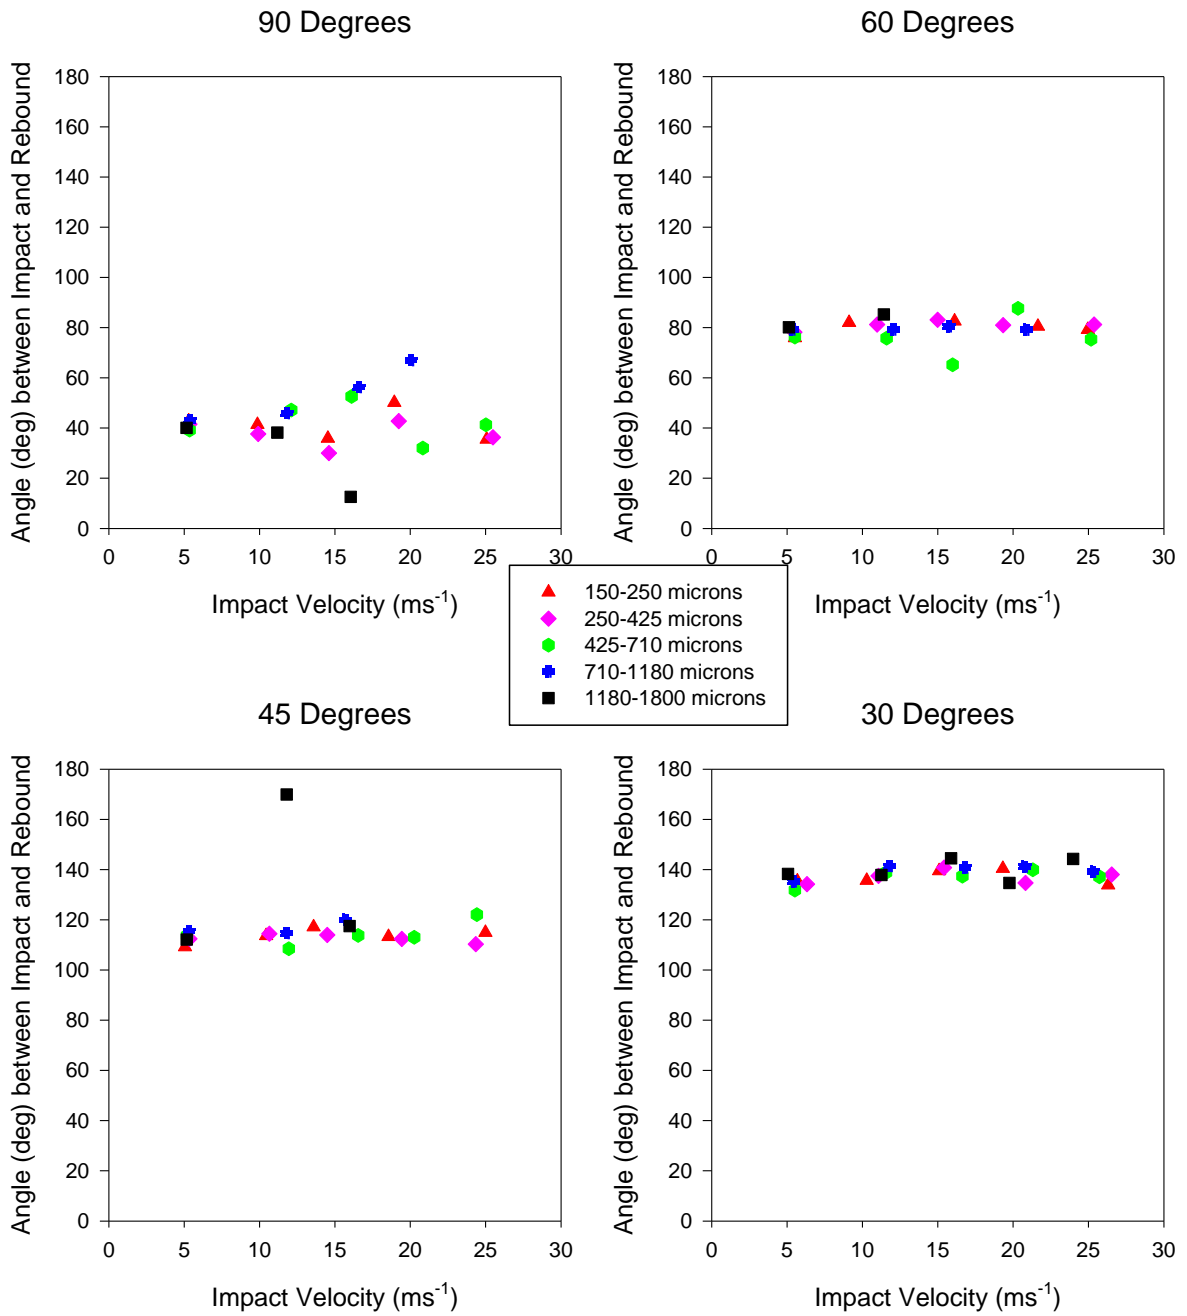 90 Degrees
60 Degrees
Angle (deg) between Impact and Rebound
180
160
140
120
100
80
60
40
20
0
0 5 10 15 20 25 30
Impact Velocity (ms⁻¹)
Angle (deg) between Impact and Rebound
180
160
140
120
100
80
60
40
20
0
0 5 10 15 20 25 30
Impact Velocity (ms⁻¹)
150-250 microns
250-425 microns
425-710 microns
710-1180 microns
1180-1800 microns
45 Degrees
30 Degrees
Angle (deg) between Impact and Rebound
180
160
140
120
100
80
60
40
20
0
0 5 10 15 20 25 30
Impact Velocity (ms⁻¹)
Angle (deg) between Impact and Rebound
180
160
140
120
100
80
60
40
20
0
0 5 10 15 20 25 30
Impact Velocity (ms⁻¹)